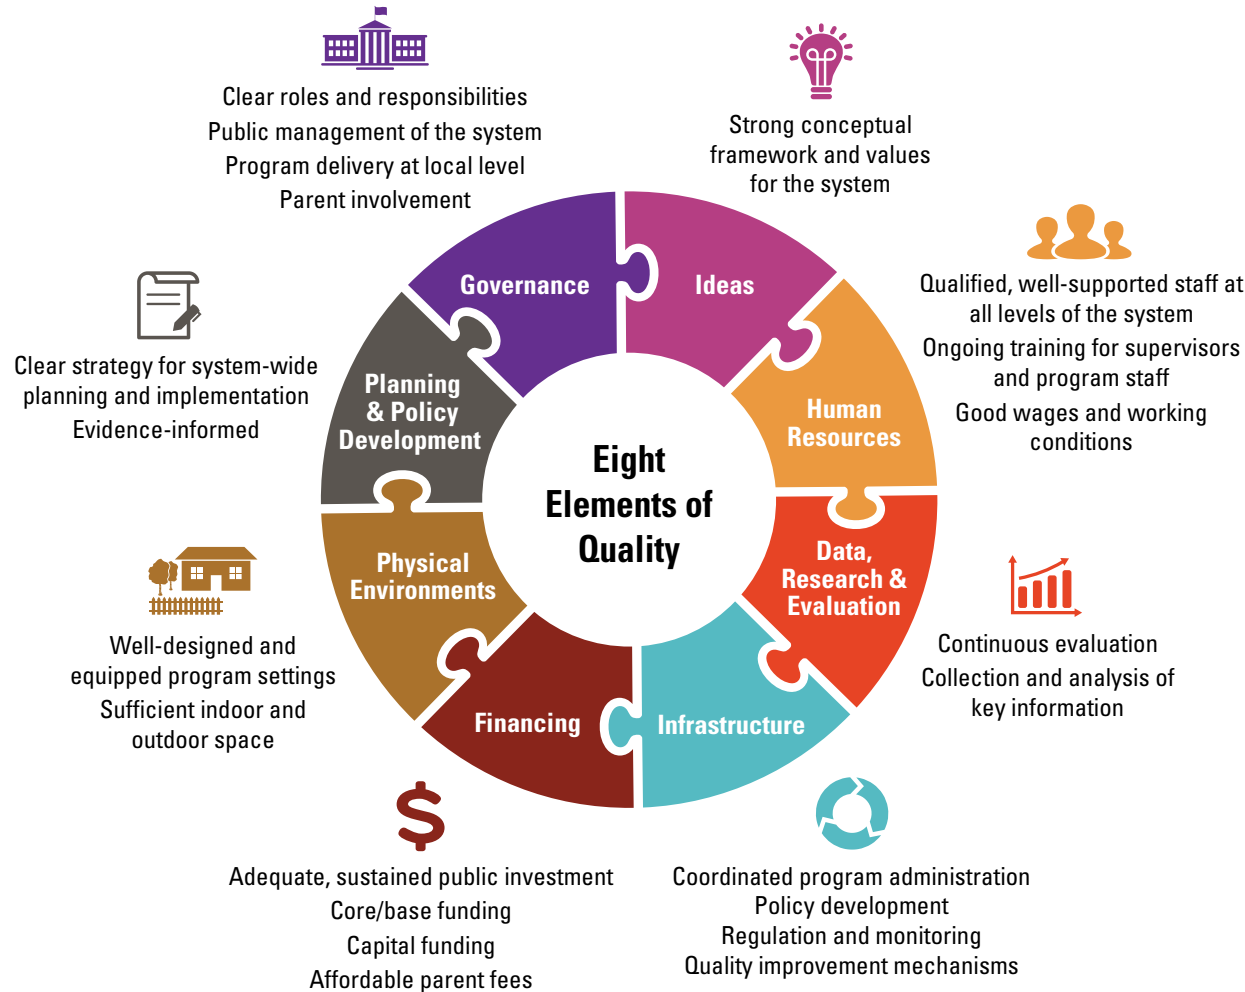 Clear roles and responsibilities
Public management of the system
Program delivery at local level
Parent involvement
Strong conceptual
framework and values
for the system
Qualified, well-supported staff at
all levels of the system
Ongoing training for supervisors
and program staff
Good wages and working
conditions
Clear strategy for system-wide
planning and implementation
Evidence-informed
Governance
Ideas
Planning
& Policy
Development
Human
Resources
Eight
Elements of
Quality
Physical
Environments
Data,
Research &
Evaluation
Financing
Infrastructure
Well-designed and
equipped program settings
Sufficient indoor and
outdoor space
Continuous evaluation
Collection and analysis of
key information
$
Adequate, sustained public investment
Core/base funding
Capital funding
Affordable parent fees
Coordinated program administration
Policy development
Regulation and monitoring
Quality improvement mechanisms